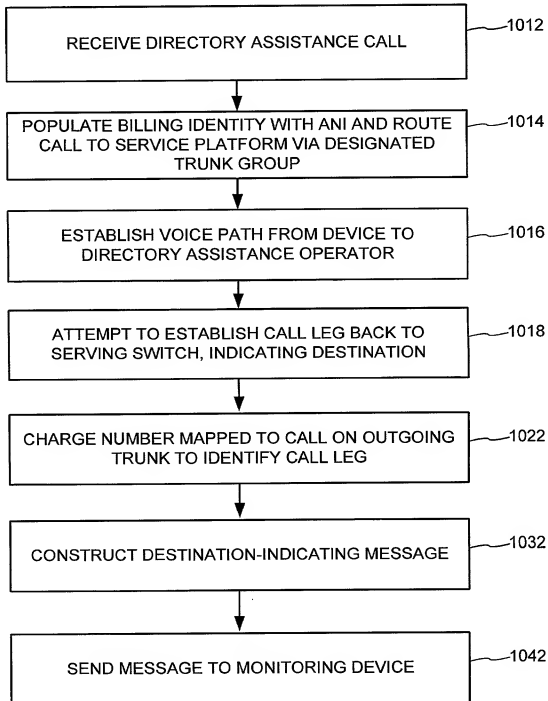 RECEIVE DIRECTORY ASSISTANCE CALL
1012
POPULATE BILLING IDENTITY WITH ANI AND ROUTE
CALL TO SERVICE PLATFORM VIA DESIGNATED
TRUNK GROUP
1014
ESTABLISH VOICE PATH FROM DEVICE TO
DIRECTORY ASSISTANCE OPERATOR
1016
ATTEMPT TO ESTABLISH CALL LEG BACK TO
SERVING SWITCH, INDICATING DESTINATION
1018
CHARGE NUMBER MAPPED TO CALL ON OUTGOING
TRUNK TO IDENTIFY CALL LEG
1022
CONSTRUCT DESTINATION-INDICATING MESSAGE
1032
SEND MESSAGE TO MONITORING DEVICE
1042